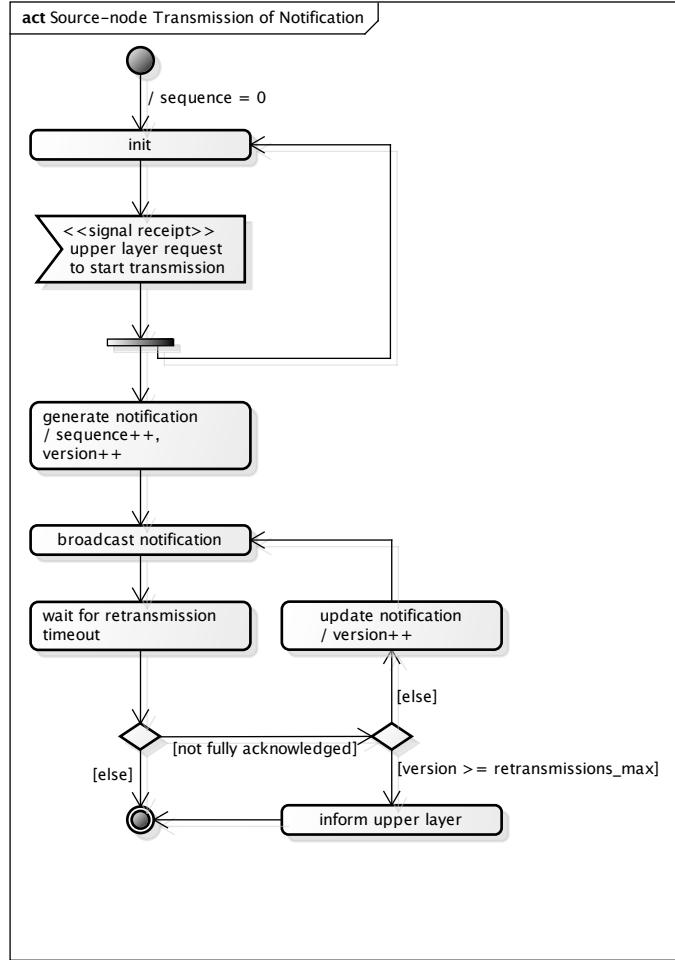 act Source-node Transmission of Notification
/ sequence = 0
init
<<signal receipt>>
upper layer request
to start transmission
generate notification
/ sequence++,
version++
broadcast notification
wait for retransmission
timeout
update notification
/ version++
[else]
[not fully acknowledged]
[version >= retransmissions_max]
[else]
inform upper layer